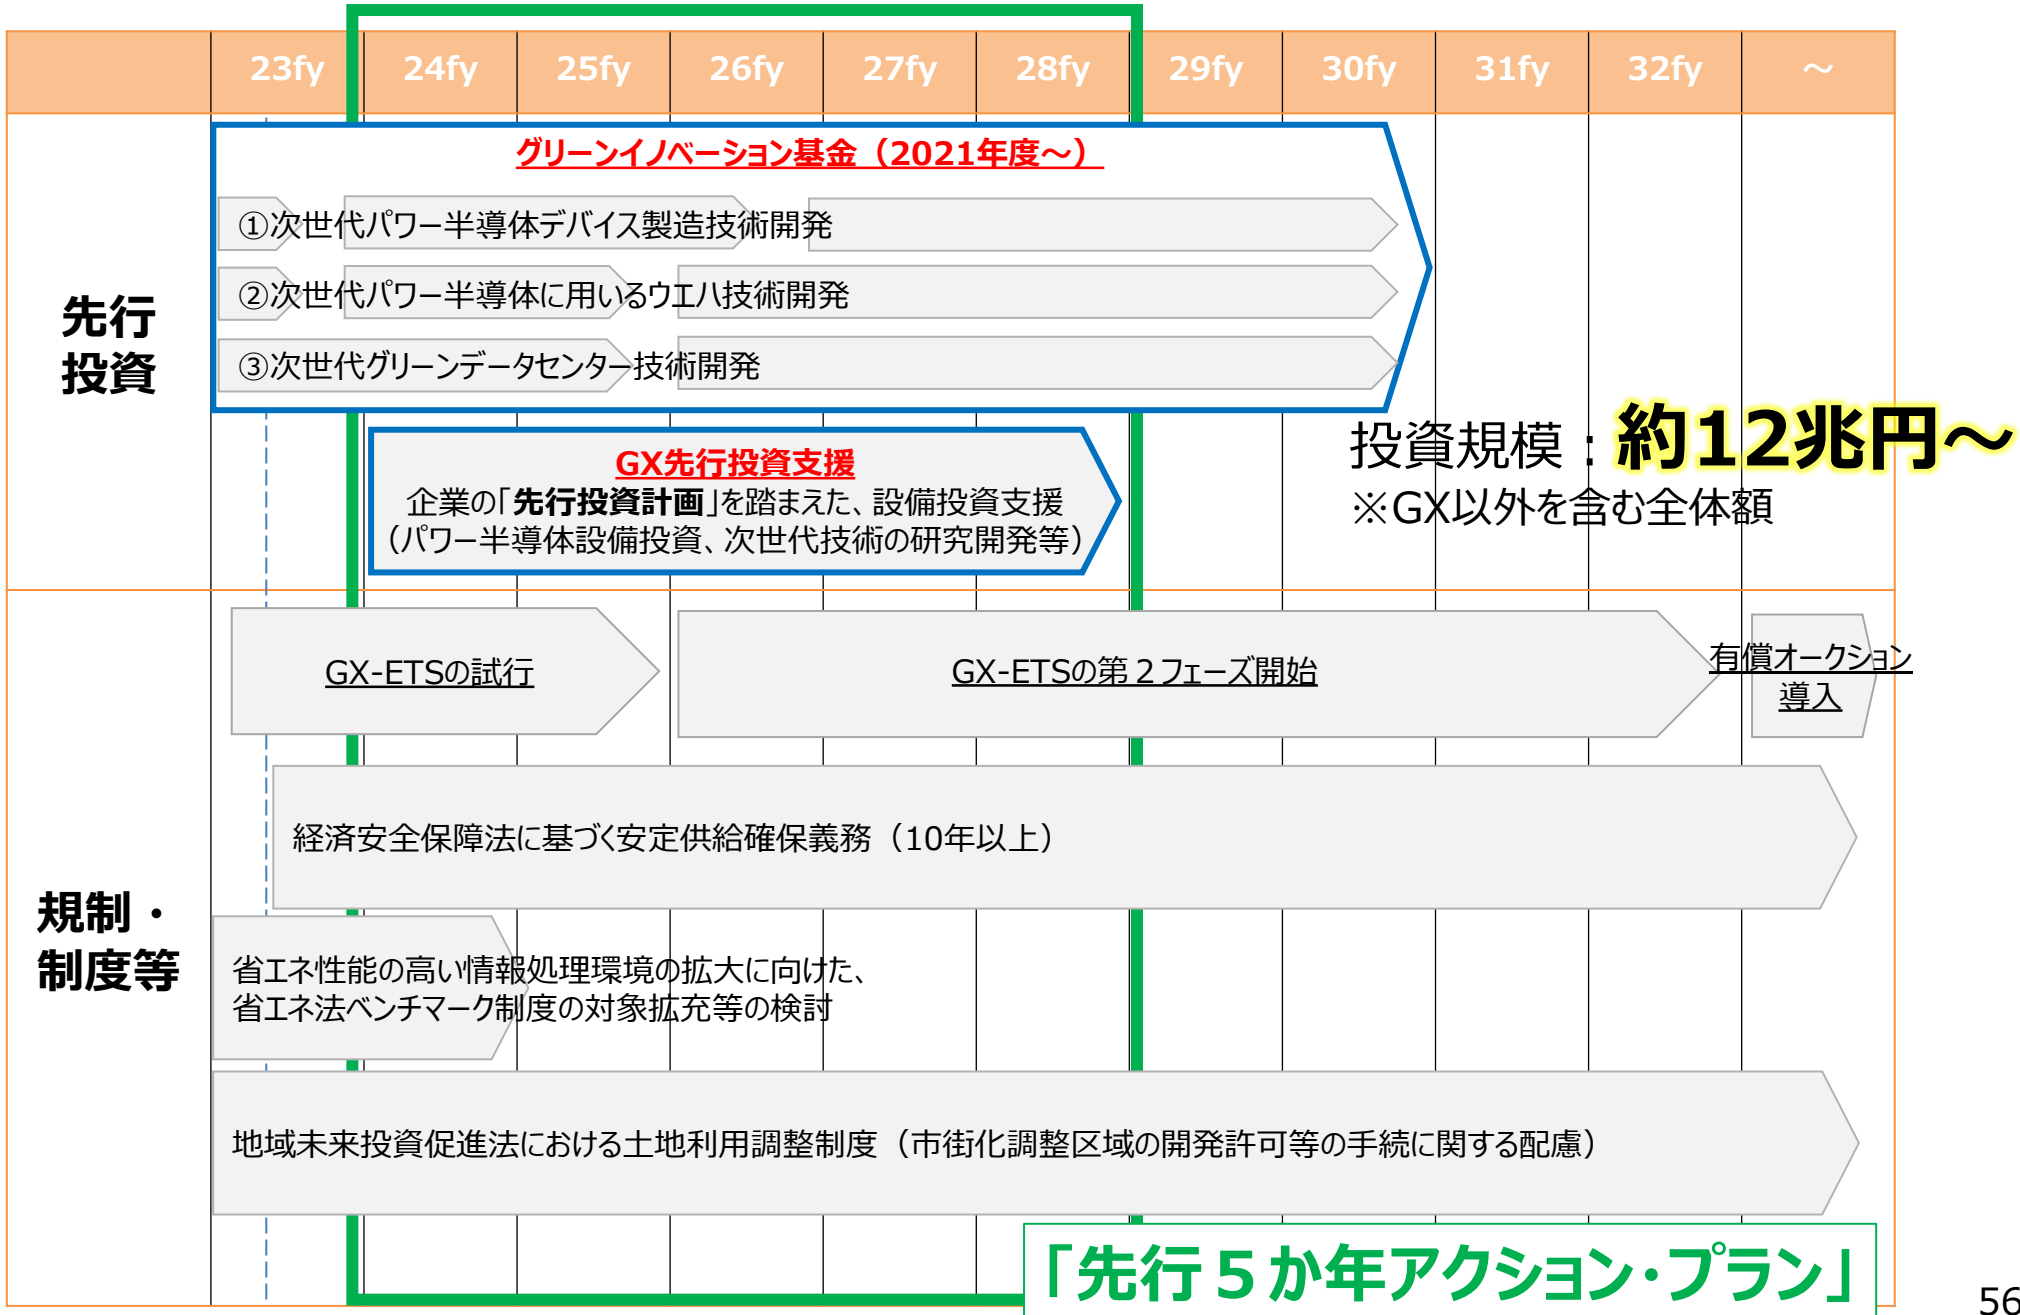 23fy 24fy 25fy 26fy 27fy 28fy 29fy 30fy 31fy 32fy ～
先行
投資
グリーンイノベーション基金（2021年度～）
①次世代パワー半導体デバイス製造技術開発
②次世代パワー半導体に用いるウエハ技術開発
③次世代グリーンデータセンター技術開発
投資規模：約12兆円～
※GX以外を含む全体額
GX先行投資支援
企業の「先行投資計画」を踏まえた、設備投資支援
（パワー半導体設備投資、次世代技術の研究開発等）
規制・
制度等
GX-ETSの試行
GX-ETSの第２フェーズ開始
有償オークション
導入
経済安全保障法に基づく安定供給確保義務（10年以上）
省エネ性能の高い情報処理環境の拡大に向けた、
省エネ法ベンチマーク制度の対象拡充等の検討
地域未来投資促進法における土地利用調整制度（市街化調整区域の開発許可等の手続に関する配慮）
「先行５か年アクション・プラン」
56